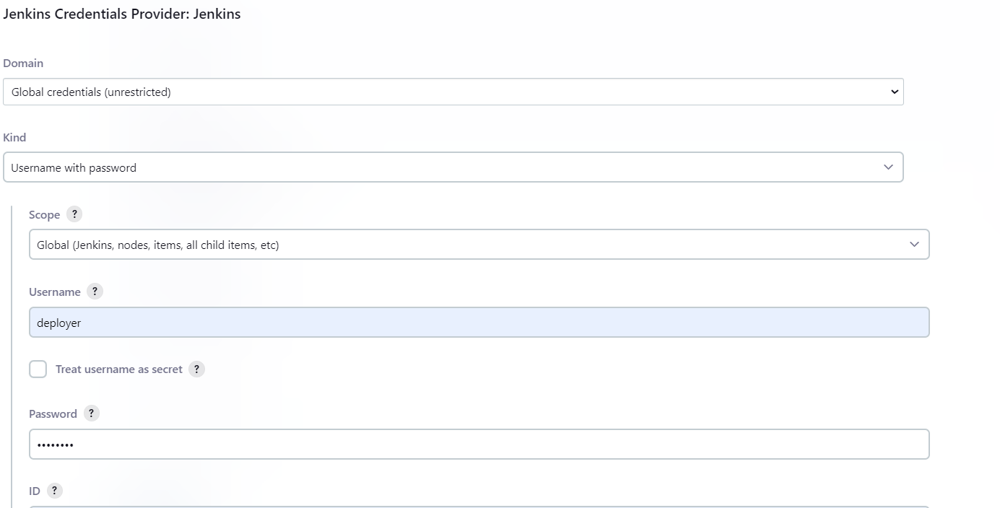 Jenkins Credentials Provider: Jenkins
Domain
Global credentials (unrestricted)
Kind
Username with password
Scope ?
Global (Jenkins, nodes, items, all child items, etc)
Username ?
deployer
Treat username as secret ?
Password ?
••••••••
ID ?